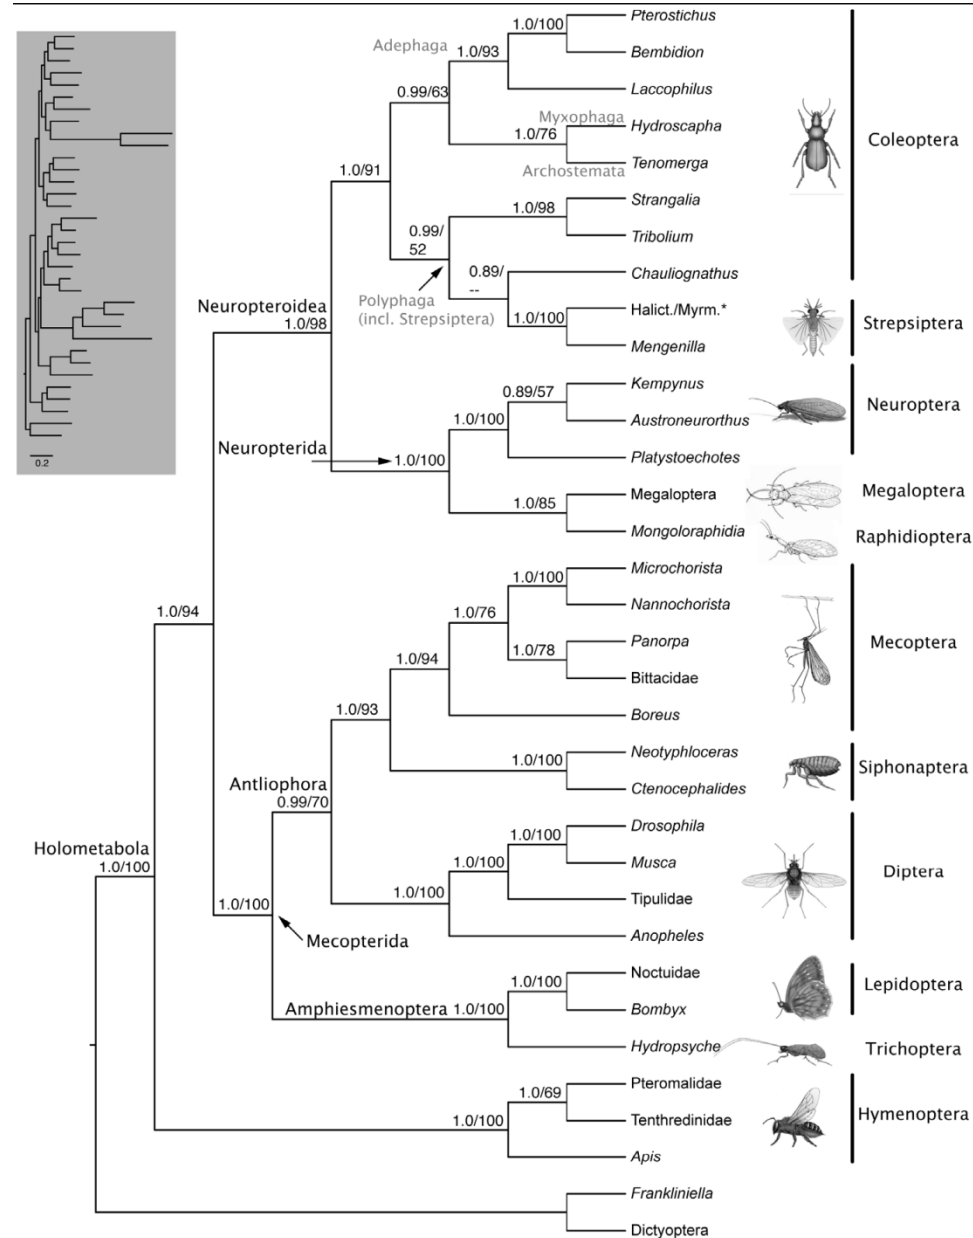 Pterostichus
1.0/100
Adephaga
1.0/93
Bembidion
Laccophilus
0.99/63
Myxophaga
Hydroscapha
1.0/76
Coleoptera
Tenomerga
Archostemata
1.0/91
Strangalia
1.0/98
0.99/
52
Tribolium
0.89/
--
Chauliognathus
Polyphaga
(incl. Strepsiptera)
Neuropteroidea
1.0/98
Halict./Myrm.*
1.0/100
Strepsiptera
Mengenilla
Kempynus
0.89/57
Neuroptera
1.0/100
Austroneurorthus
Neuropterida
1.0/100
Platystoechotes
0.2
Megaloptera
Megaloptera
1.0/85
Mongoloraphidia
Raphidioptera
Microchorista
1.0/100
Nannochorista
1.0/76
1.0/94
Panorpa
Mecoptera
1.0/78
1.0/94
Bittacidae
Boreus
1.0/93
Neotyphloceras
1.0/100
Siphonaptera
Antliophora
0.99/70
Ctenocephalides
Drosophila
1.0/100
Holometabola
1.0/100
1.0/100
Musca
Diptera
1.0/100
Tipulidae
1.0/100
Mecopterida
Anopheles
Noctuidae
1.0/100
Lepidoptera
Amphiesmenoptera
1.0/100
Bombyx
Hydropsyche
Trichoptera
Pteromalidae
1.0/69
Hymenoptera
1.0/100
Tenthredinidae
Apis
Frankliniella
Dictyoptera